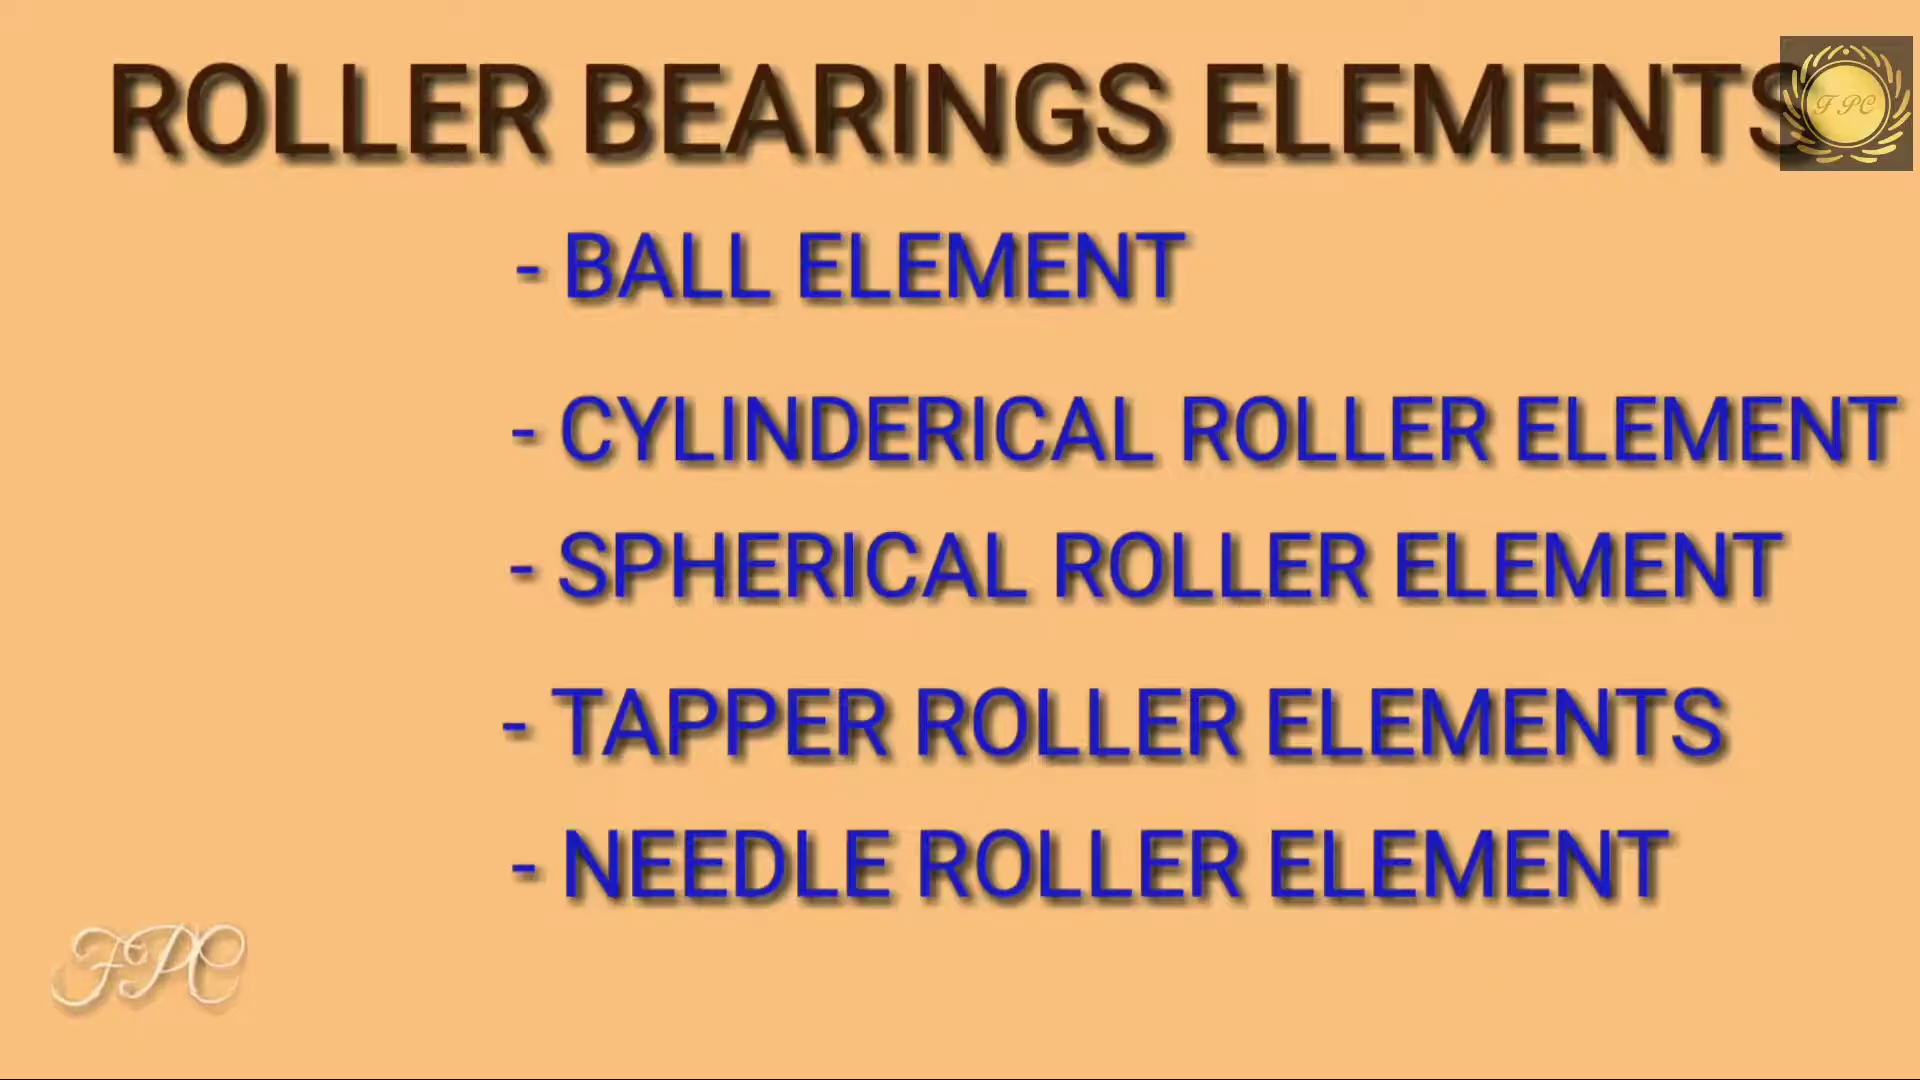 ROLLER BEARINGS ELEMENTS
FPC
- BALL ELEMENT
- CYLINDERICAL ROLLER ELEMENT
- SPHERICAL ROLLER ELEMENT
- TAPPER ROLLER ELEMENTS
- NEEDLE ROLLER ELEMENT
FPC